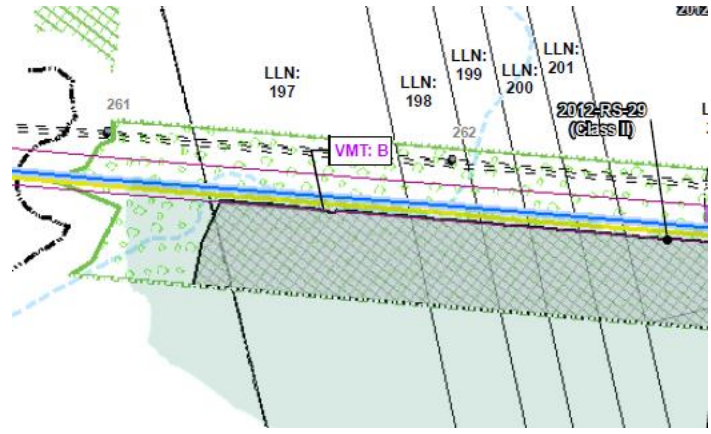 LLN:
197
LLN:
198
LLN:
199
LLN:
200
LLN:
201
2012-RS-29
(Class II)
261
262
VMT: B